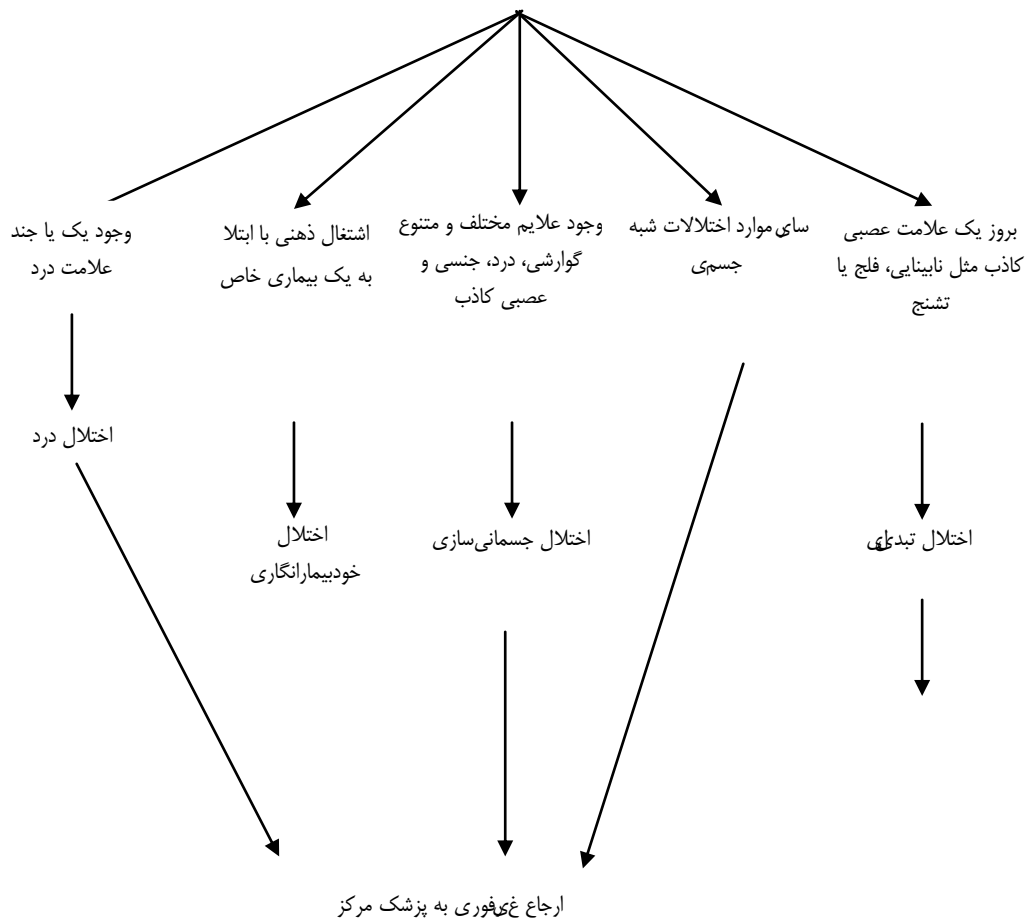 بروز یک علامت عصبی
کاذب مثل نابینایی، فلج یا
تشنج
سایر موارد اختلالات شبه
جسمی
وجود علایم مختلف و متنوع
گوارشی، درد، جنسی و
عصبی کاذب
اشتغال ذهنی با ابتلا
به یک بیماری خاص
وجود یک یا جند
علامت درد
اختلال درد
اختلال تبدیلی
اختلال جسمانی‌سازی
اختلال
خودبیمارانگاری
ارجاع غیرفوری به پزشک مرکز